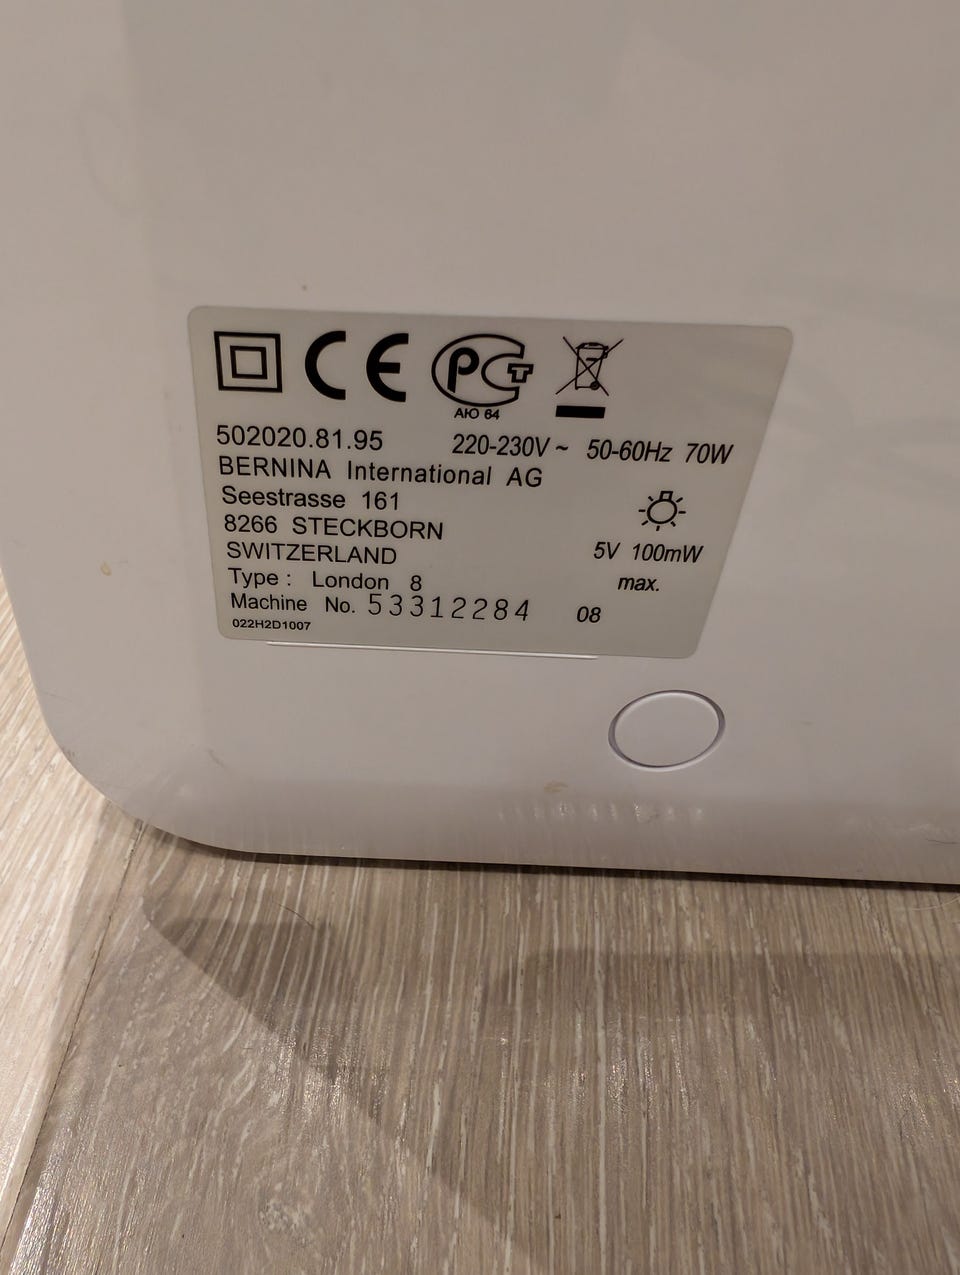 CE
PCT
АЮ 64
502020.81.95 220-230V ~ 50-60Hz 70W
BERNINA International AG
Seestrasse 161
8266 STECKBORN
SWITZERLAND
5V 100mW
max.
Type : London 8
Machine No. 53312284 08
022H2D1007